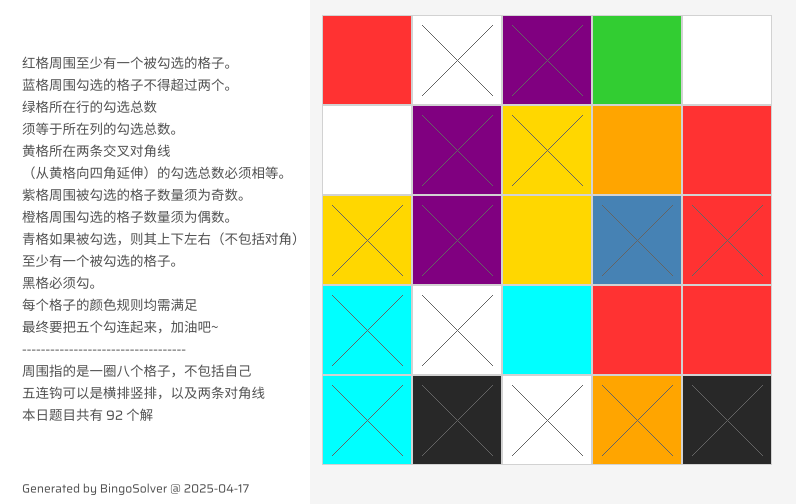 红格周围至少有一个被勾选的格子。
蓝格周围勾选的格子不得超过两个。
绿格所在行的勾选总数
须等于所在列的勾选总数。
黄格所在两条交叉对角线
（从黄格向四角延伸）的勾选总数必须相等。
紫格周围被勾选的格子数量须为奇数。
橙格周围勾选的格子数量须为偶数。
青格如果被勾选，则其上下左右（不包括对角）
至少有一个被勾选的格子。
黑格必须勾。
每个格子的颜色规则均需满足
最终要把五个勾连起来，加油吧~
-----------------------------------
周围指的是一圈八个格子，不包括自己
五连钩可以是横排竖排，以及两条对角线
本日题目共有 92 个解
Generated by BingoSolver @ 2025-04-17